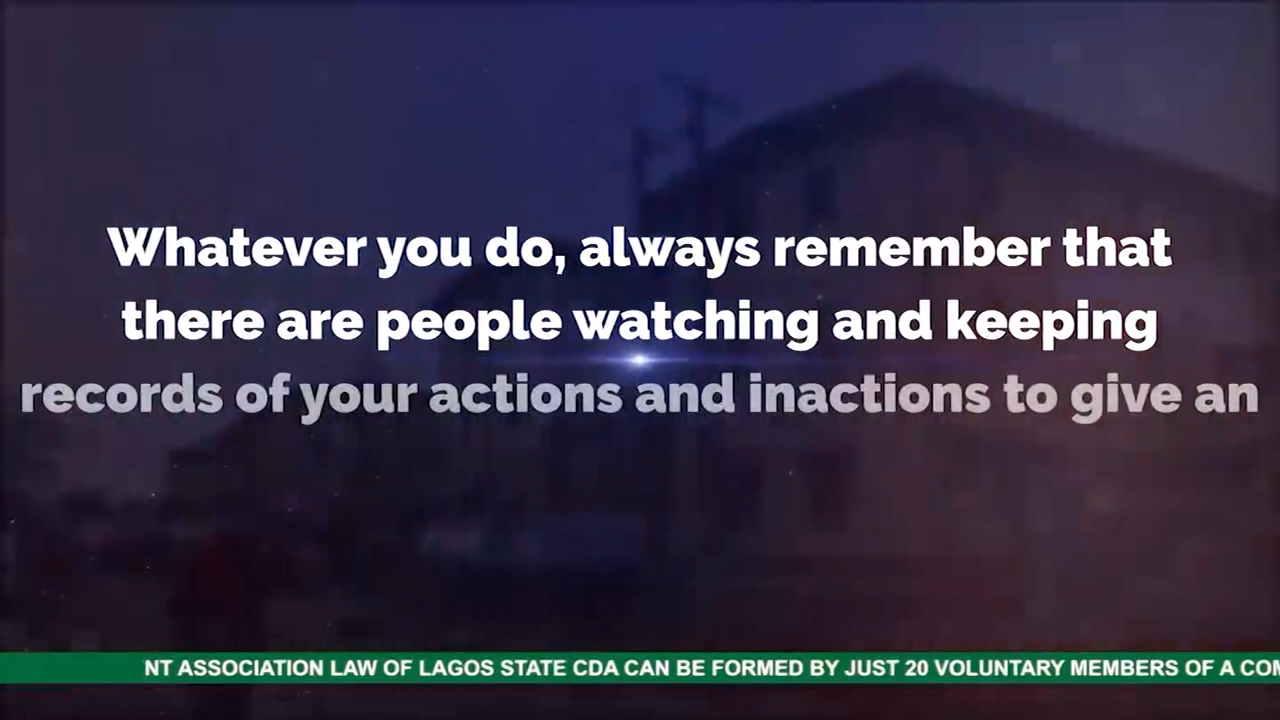 Whatever you do, always remember that
there are people watching and keeping
records of your actions and inactions to give an
NT ASSOCIATION LAW OF LAGOS STATE CDA CAN BE FORMED BY JUST 20 VOLUNTARY MEMBERS OF A COM